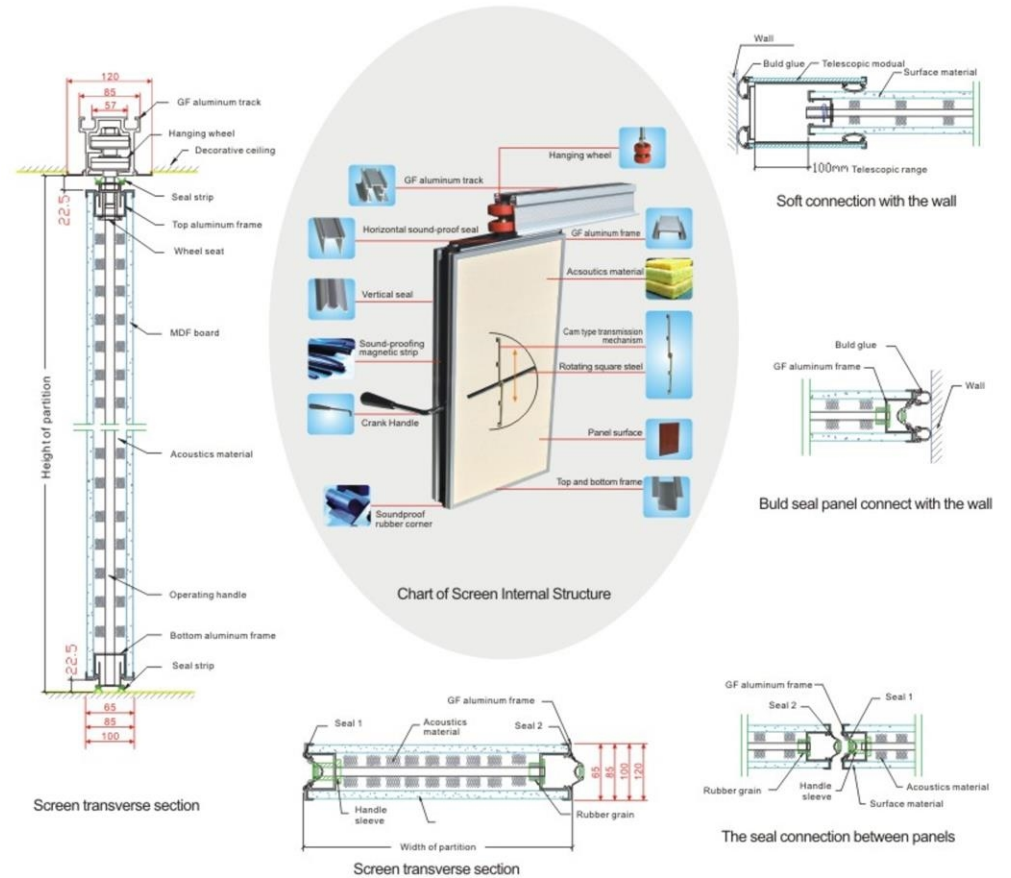 120
85
57
GF aluminum track
Hanging wheel
Decorative ceiling
22.5
Seal strip
Top aluminum frame
Wheel seat
MDF board
Height of partition
Acoustics material
Operating handle
Bottom aluminum frame
22.5
Seal strip
65
85
100
Screen transverse section
Hanging wheel
GF aluminum track
Horizontal sound-proof seal
GF aluminum frame
Acsoutics material
Vertical seal
Cam type transmission
mechanism
Sound-proofing
magnetic strip
Rotating square steel
Crank Handle
Panel surface
Top and bottom frame
Soundproof
rubber corner
Chart of Screen Internal Structure
Wall
Buld glue
Telescopic modual
Surface material
100mm Telescopic range
Soft connection with the wall
Buld glue
GF aluminum frame
Wall
Buld seal panel connect with the wall
GF aluminum frame
Seal 1
Acoustics
material
Seal 2
65
85
100
120
Handle
sleeve
Rubber grain
Width of partition
Screen transverse section
GF aluminum frame
Seal 1
Seal 2
Rubber grain
Handle
sleeve
Acoustics material
Surface material
The seal connection between panels